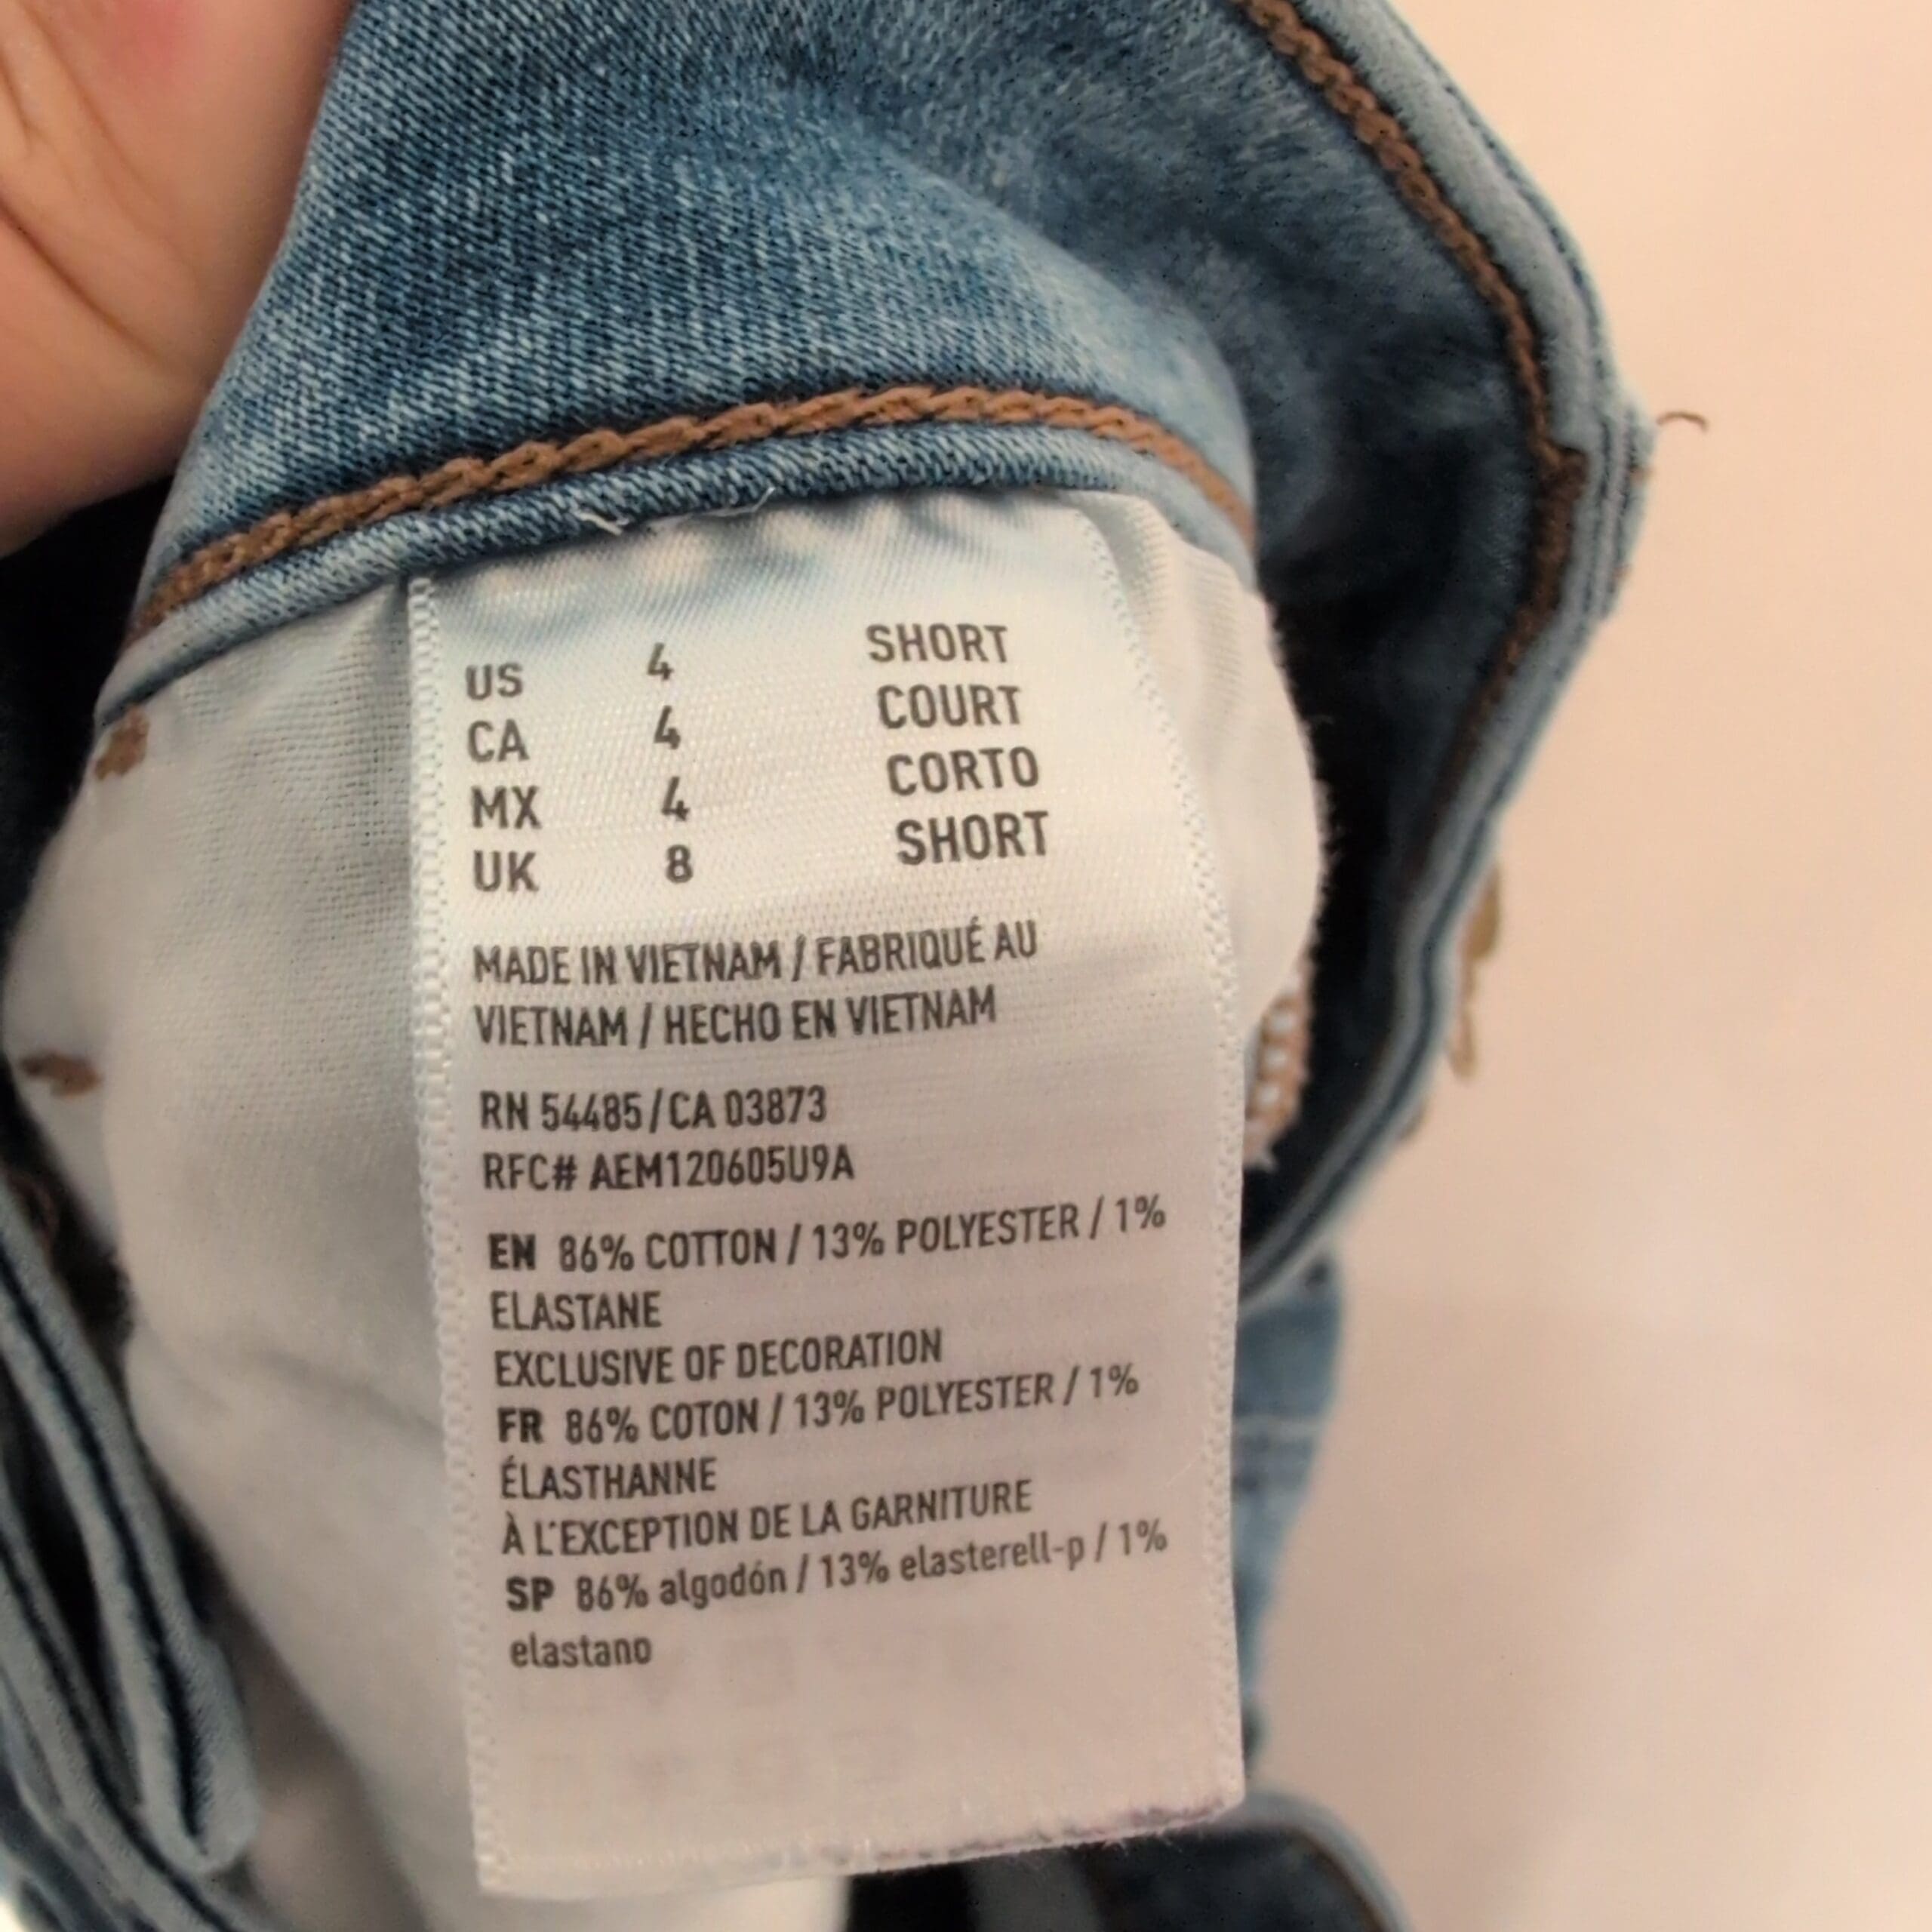 US 4 SHORT
CA 4 COURT
MX 4 CORTO
UK 8 SHORT
MADE IN VIETNAM / FABRIQUÉ AU
VIETNAM / HECHO EN VIETNAM
RN 54485 / CA 03873
RFC# AEM120605U9A
EN 86% COTTON / 13% POLYESTER / 1%
ELASTANE
EXCLUSIVE OF DECORATION
FR 86% COTON / 13% POLYESTER / 1%
ÉLASTHANNE
À L'EXCEPTION DE LA GARNITURE
SP 86% algodón / 13% elasterell-p / 1%
elastano